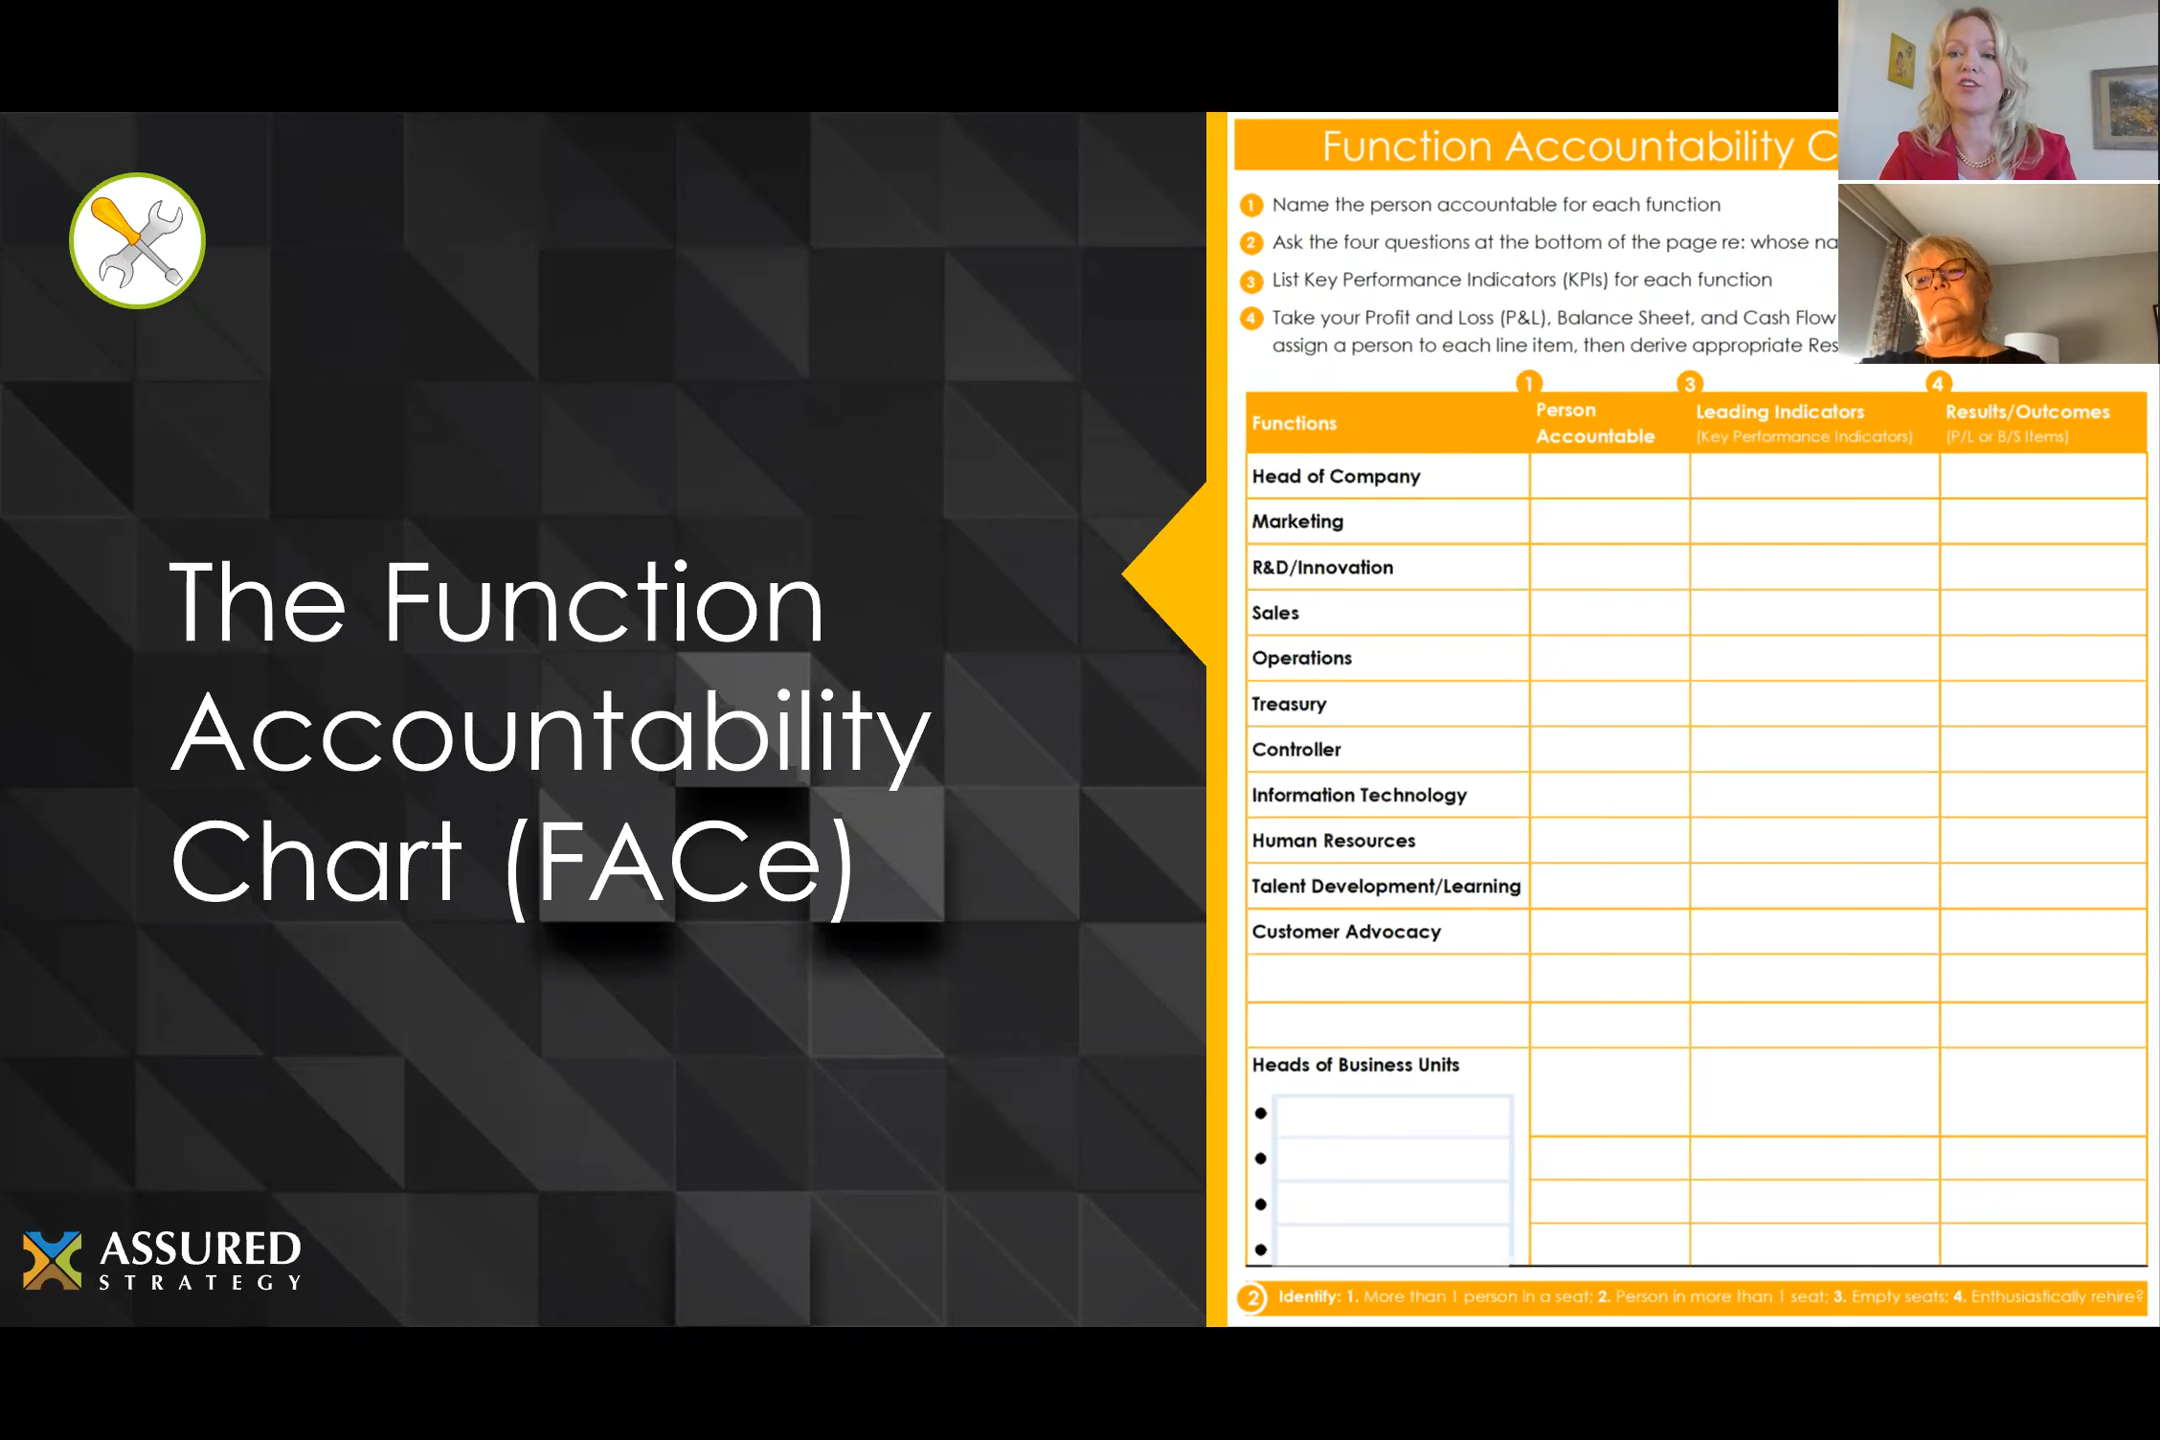 The Function
Accountability
Chart (FACe)
ASSURED
STRATEGY
Function Accountability C
1 Name the person accountable for each function
2 Ask the four questions at the bottom of the page re: whose na
3 List Key Performance Indicators (KPIs) for each function
4 Take your Profit and Loss (P&L), Balance Sheet, and Cash Flow
assign a person to each line item, then derive appropriate Res
1 3 4
Functions Person Accountable Leading Indicators (Key Performance Indicators) Results/Outcomes (P/L or B/S Items)
Head of Company
Marketing
R&D/Innovation
Sales
Operations
Treasury
Controller
Information Technology
Human Resources
Talent Development/Learning
Customer Advocacy
Heads of Business Units
2 Identify: 1. More than 1 person in a seat; 2. Person in more than 1 seat; 3. Empty seats; 4. Enthusiastically rehire?